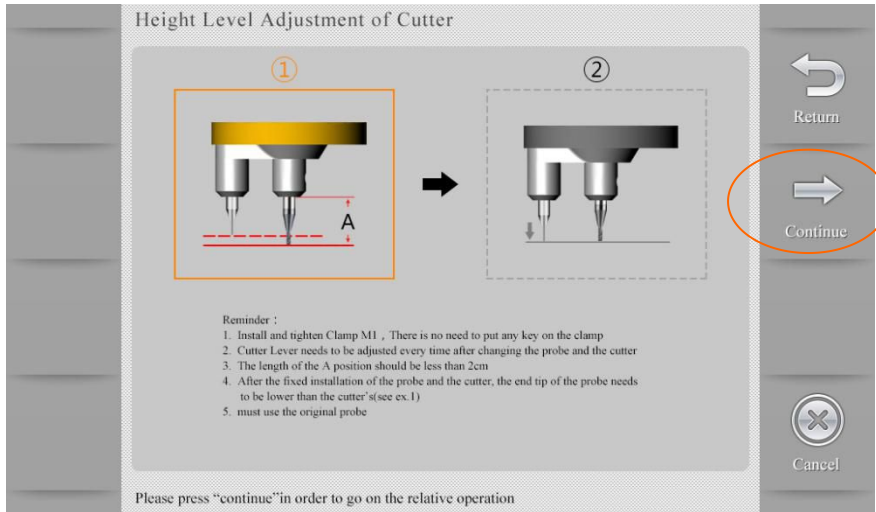 Height Level Adjustment of Cutter
① ②
A
Return
Continue
Reminder：
1. Install and tighten Clamp M1，There is no need to put any key on the clamp
2. Cutter Lever needs to be adjusted every time after changing the probe and the cutter
3. The length of the A position should be less than 2cm
4. After the fixed installation of the probe and the cutter, the end tip of the probe needs
to be lower than the cutter's(see ex.1)
5. must use the original probe
Cancel
Please press “continue”in order to go on the relative operation